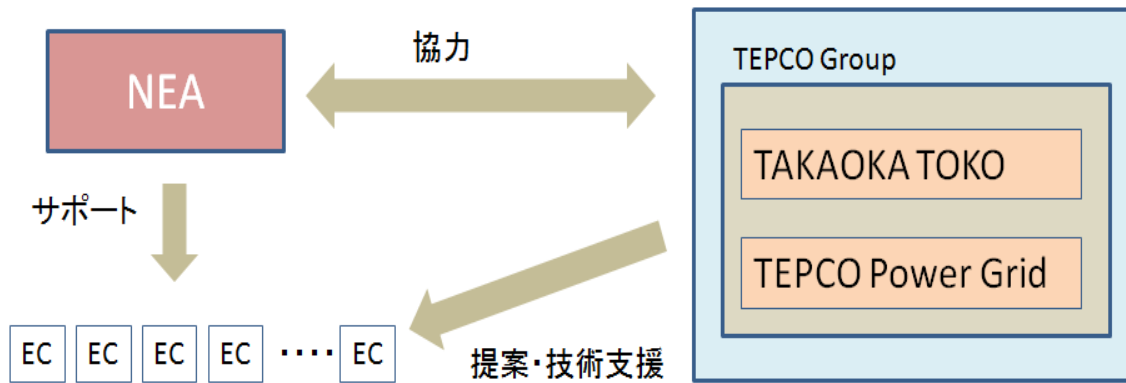 NEA
協力
TEPCO Group
TAKAOKA TOKO
TEPCO Power Grid
サポート
EC EC EC EC ‥‥ EC
提案・技術支援